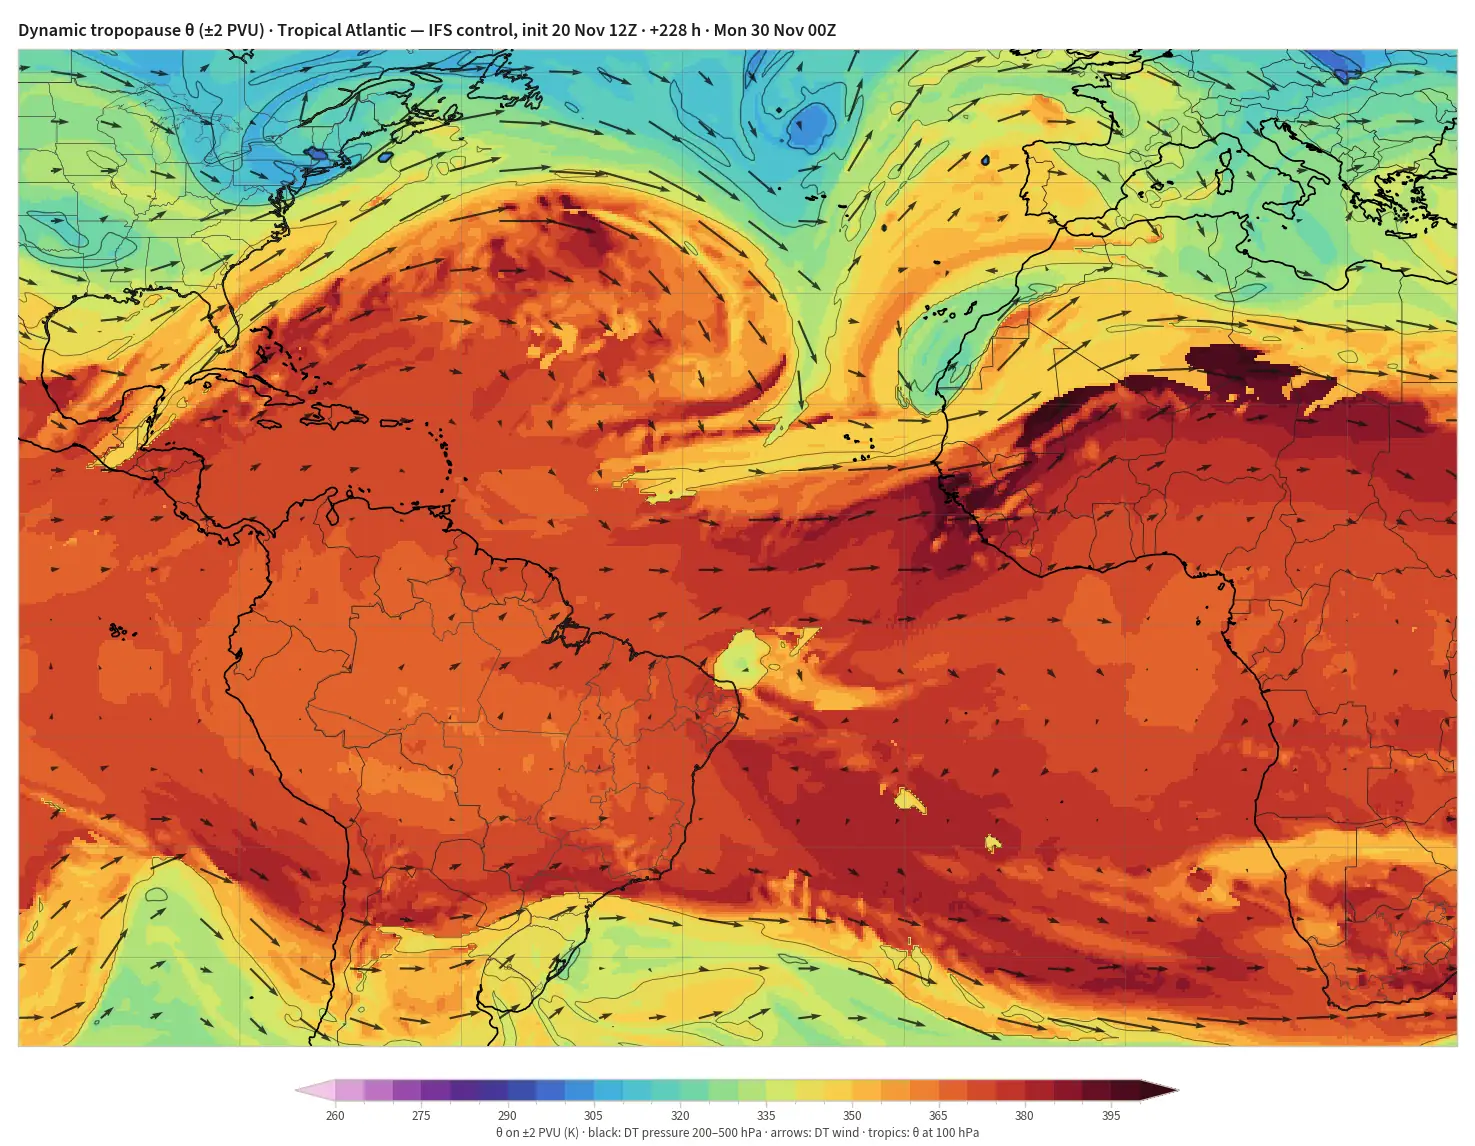 Dynamic tropopause θ (±2 PVU) · Tropical Atlantic — IFS control, init 20 Nov 12Z · +228 h · Mon 30 Nov 00Z
260 275 290 305 320 335 350 365 380 395
θ on ±2 PVU (K) · black: DT pressure 200–500 hPa · arrows: DT wind · tropics: θ at 100 hPa